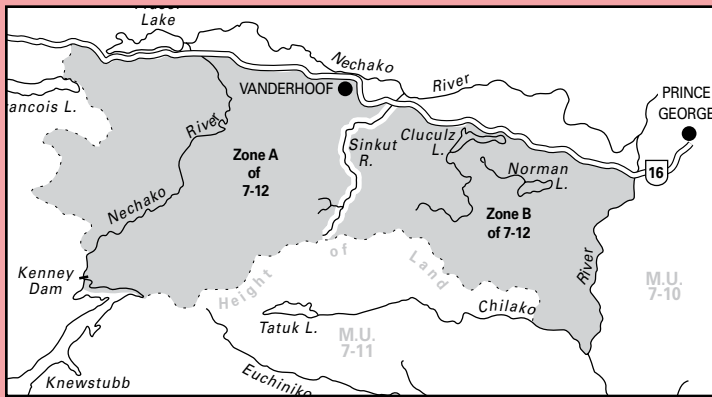 Lake
Nechako
River
VANDERHOOF
PRINCE
GEORGE
16
Cluculz
L.
Sinkut
R.
Norman
L.
River
Nechako
Zone A
of
7-12
Zone B
of 7-12
Kenney
Dam
Height of Land
Chilako
River
Tatuk L.
M.U.
7-10
M.U.
7-11
Knewstubb
Euchiniko